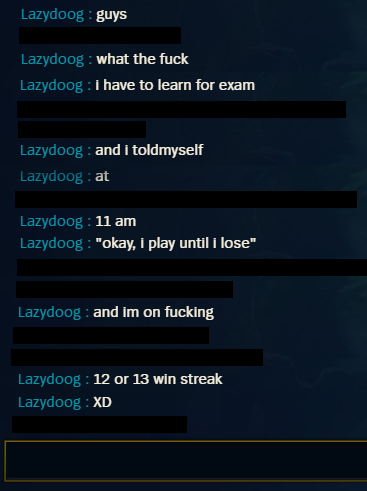 Lazydoog : guys
Lazydoog : what the fuck
Lazydoog : i have to learn for exam
Lazydoog : and i toldmyself
Lazydoog : at
Lazydoog : 11 am
Lazydoog : "okay, i play until i lose"
Lazydoog : and im on fucking
Lazydoog : 12 or 13 win streak
Lazydoog : XD